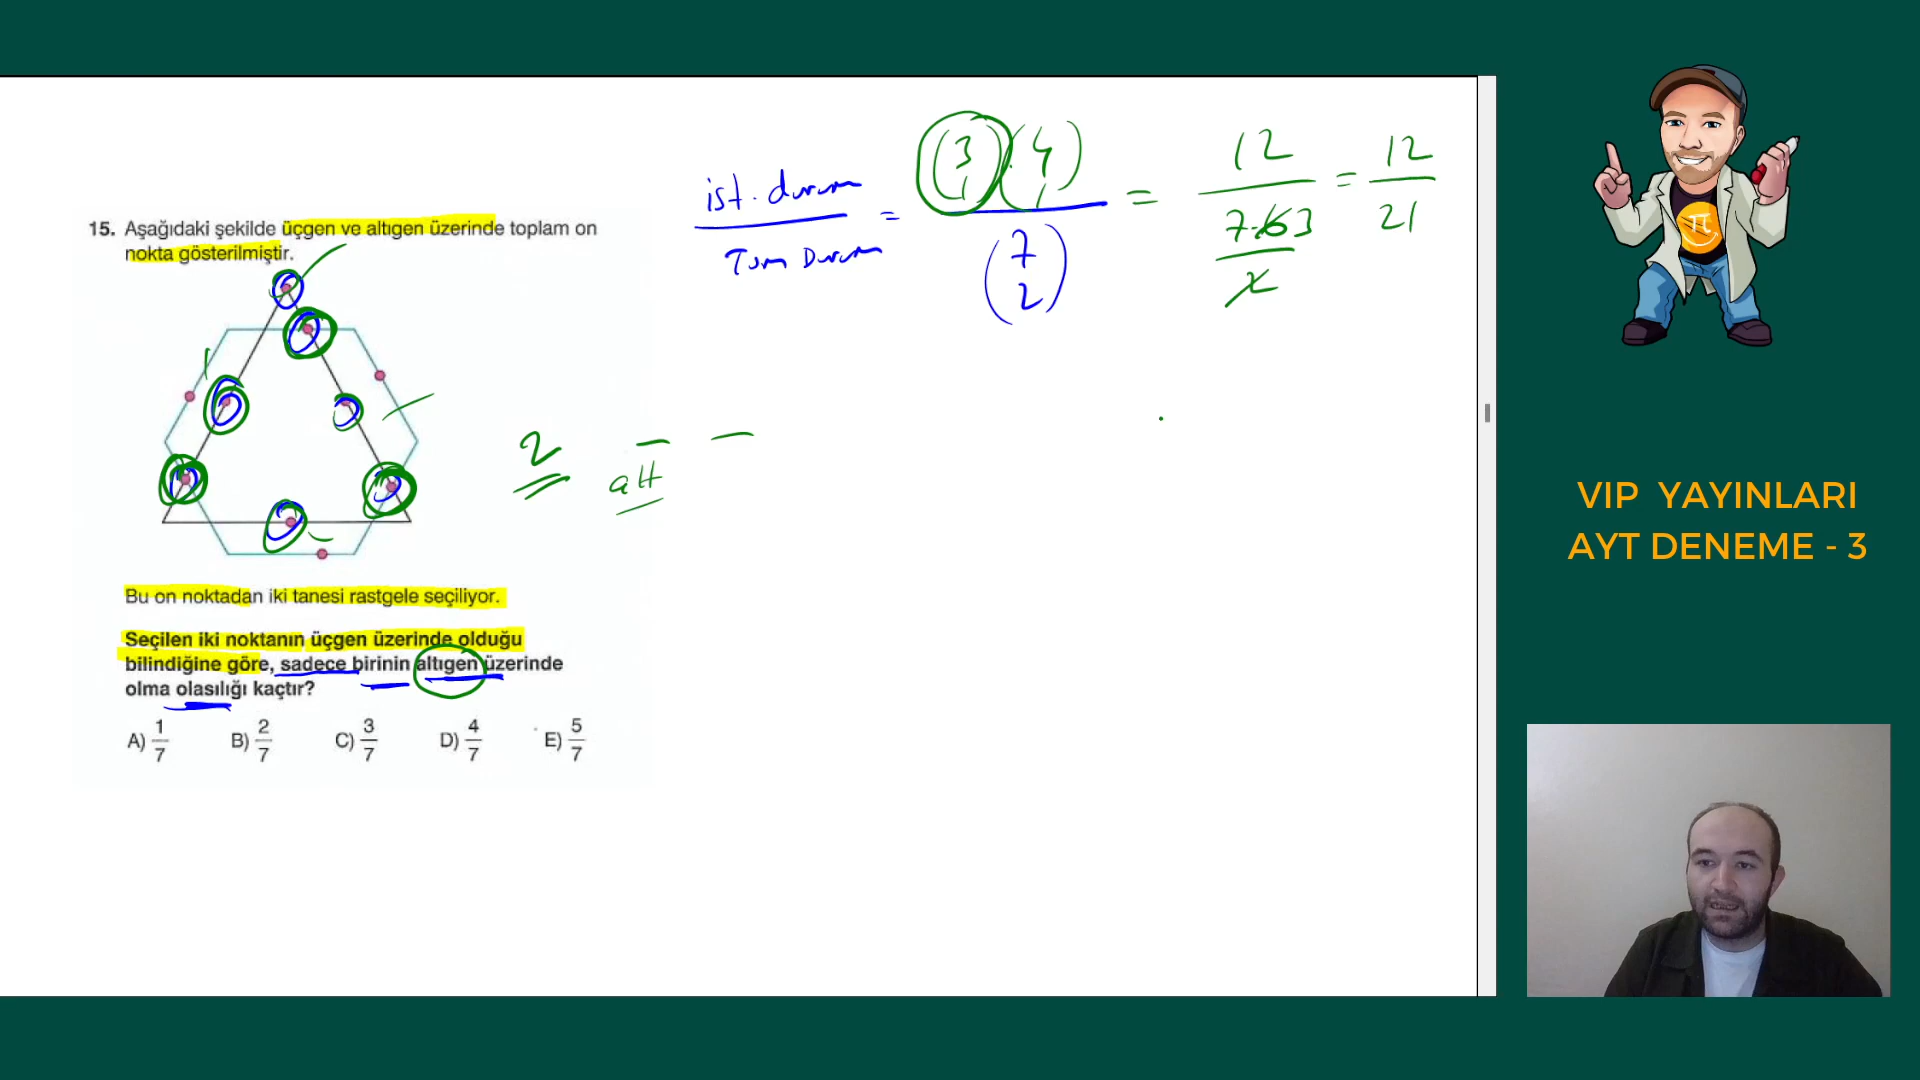 15. Aşağıdaki şekilde üçgen ve altıgen üzerinde toplam on
nokta gösterilmiştir.
Bu on noktadan iki tanesi rastgele seçiliyor.
Seçilen iki noktanın üçgen üzerinde olduğu
bilindiğine göre, sadece birinin altıgen üzerinde
olma olasılığı kaçtır?
A) 1/7 B) 2/7 C) 3/7 D) 4/7 E) 5/7
ist. durum / Tüm Durum = (3 1) . (4 1) / (7 2) = 12 / 7.6 3 / 2 = 12 / 21
2
alt
π
VIP YAYINLARI
AYT DENEME - 3